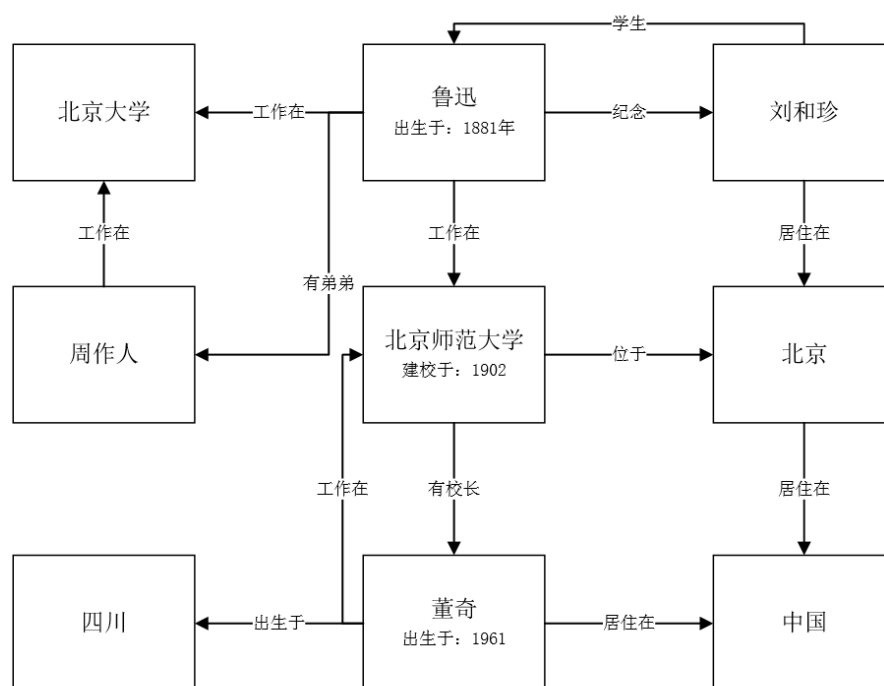 学生
北京大学
工作在
鲁迅
出生于: 1881年
纪念
刘和珍
工作在
工作在
居住在
有弟弟
周作人
北京师范大学
建校于: 1902
位于
北京
工作在
有校长
居住在
四川
出生于
董奇
出生于: 1961
居住在
中国